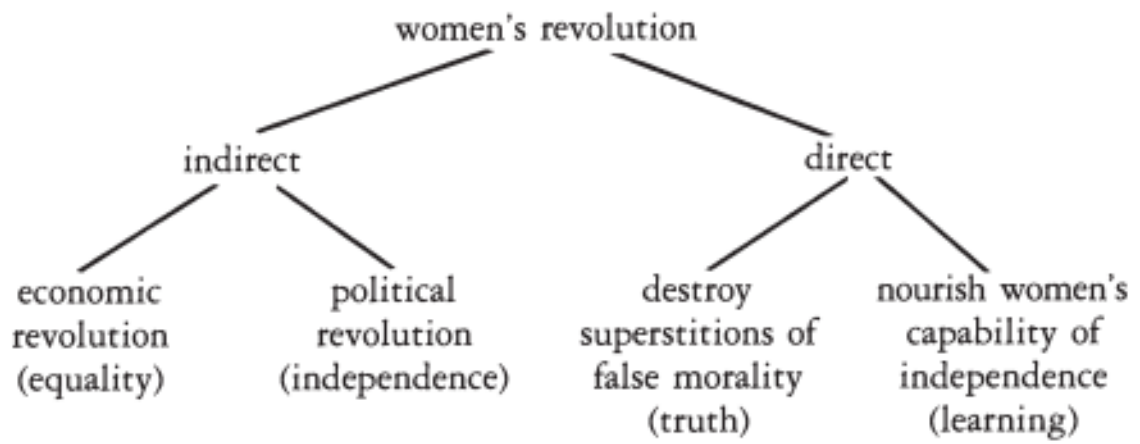 women's revolution
indirect
direct
economic
revolution
(equality)
political
revolution
(independence)
destroy
superstitions of
false morality
(truth)
nourish women's
capability of
independence
(learning)